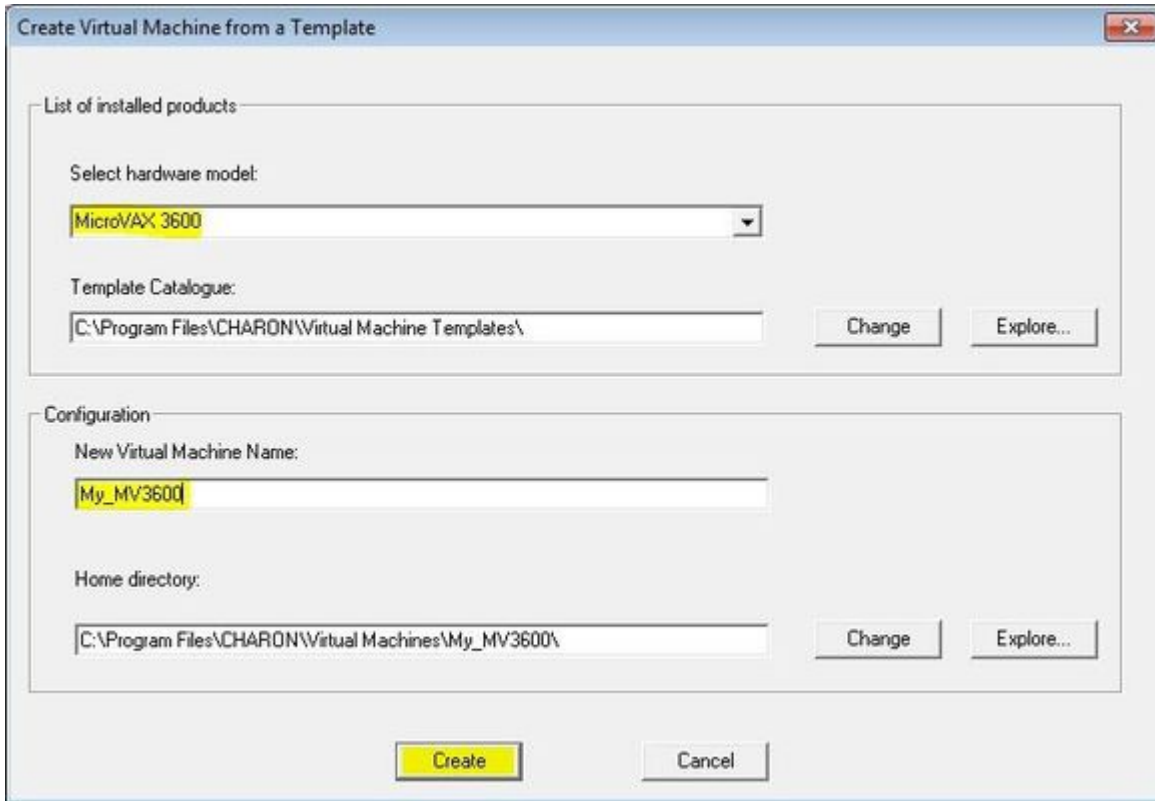 Create Virtual Machine from a Template
List of installed products
Select hardware model:
MicroVAX 3600
Template Catalogue:
C:\Program Files\CHARON\Virtual Machine Templates\
Change
Explore...
Configuration
New Virtual Machine Name:
My_MV3600
Home directory:
C:\Program Files\CHARON\Virtual Machines\My_MV3600\
Change
Explore...
Create
Cancel